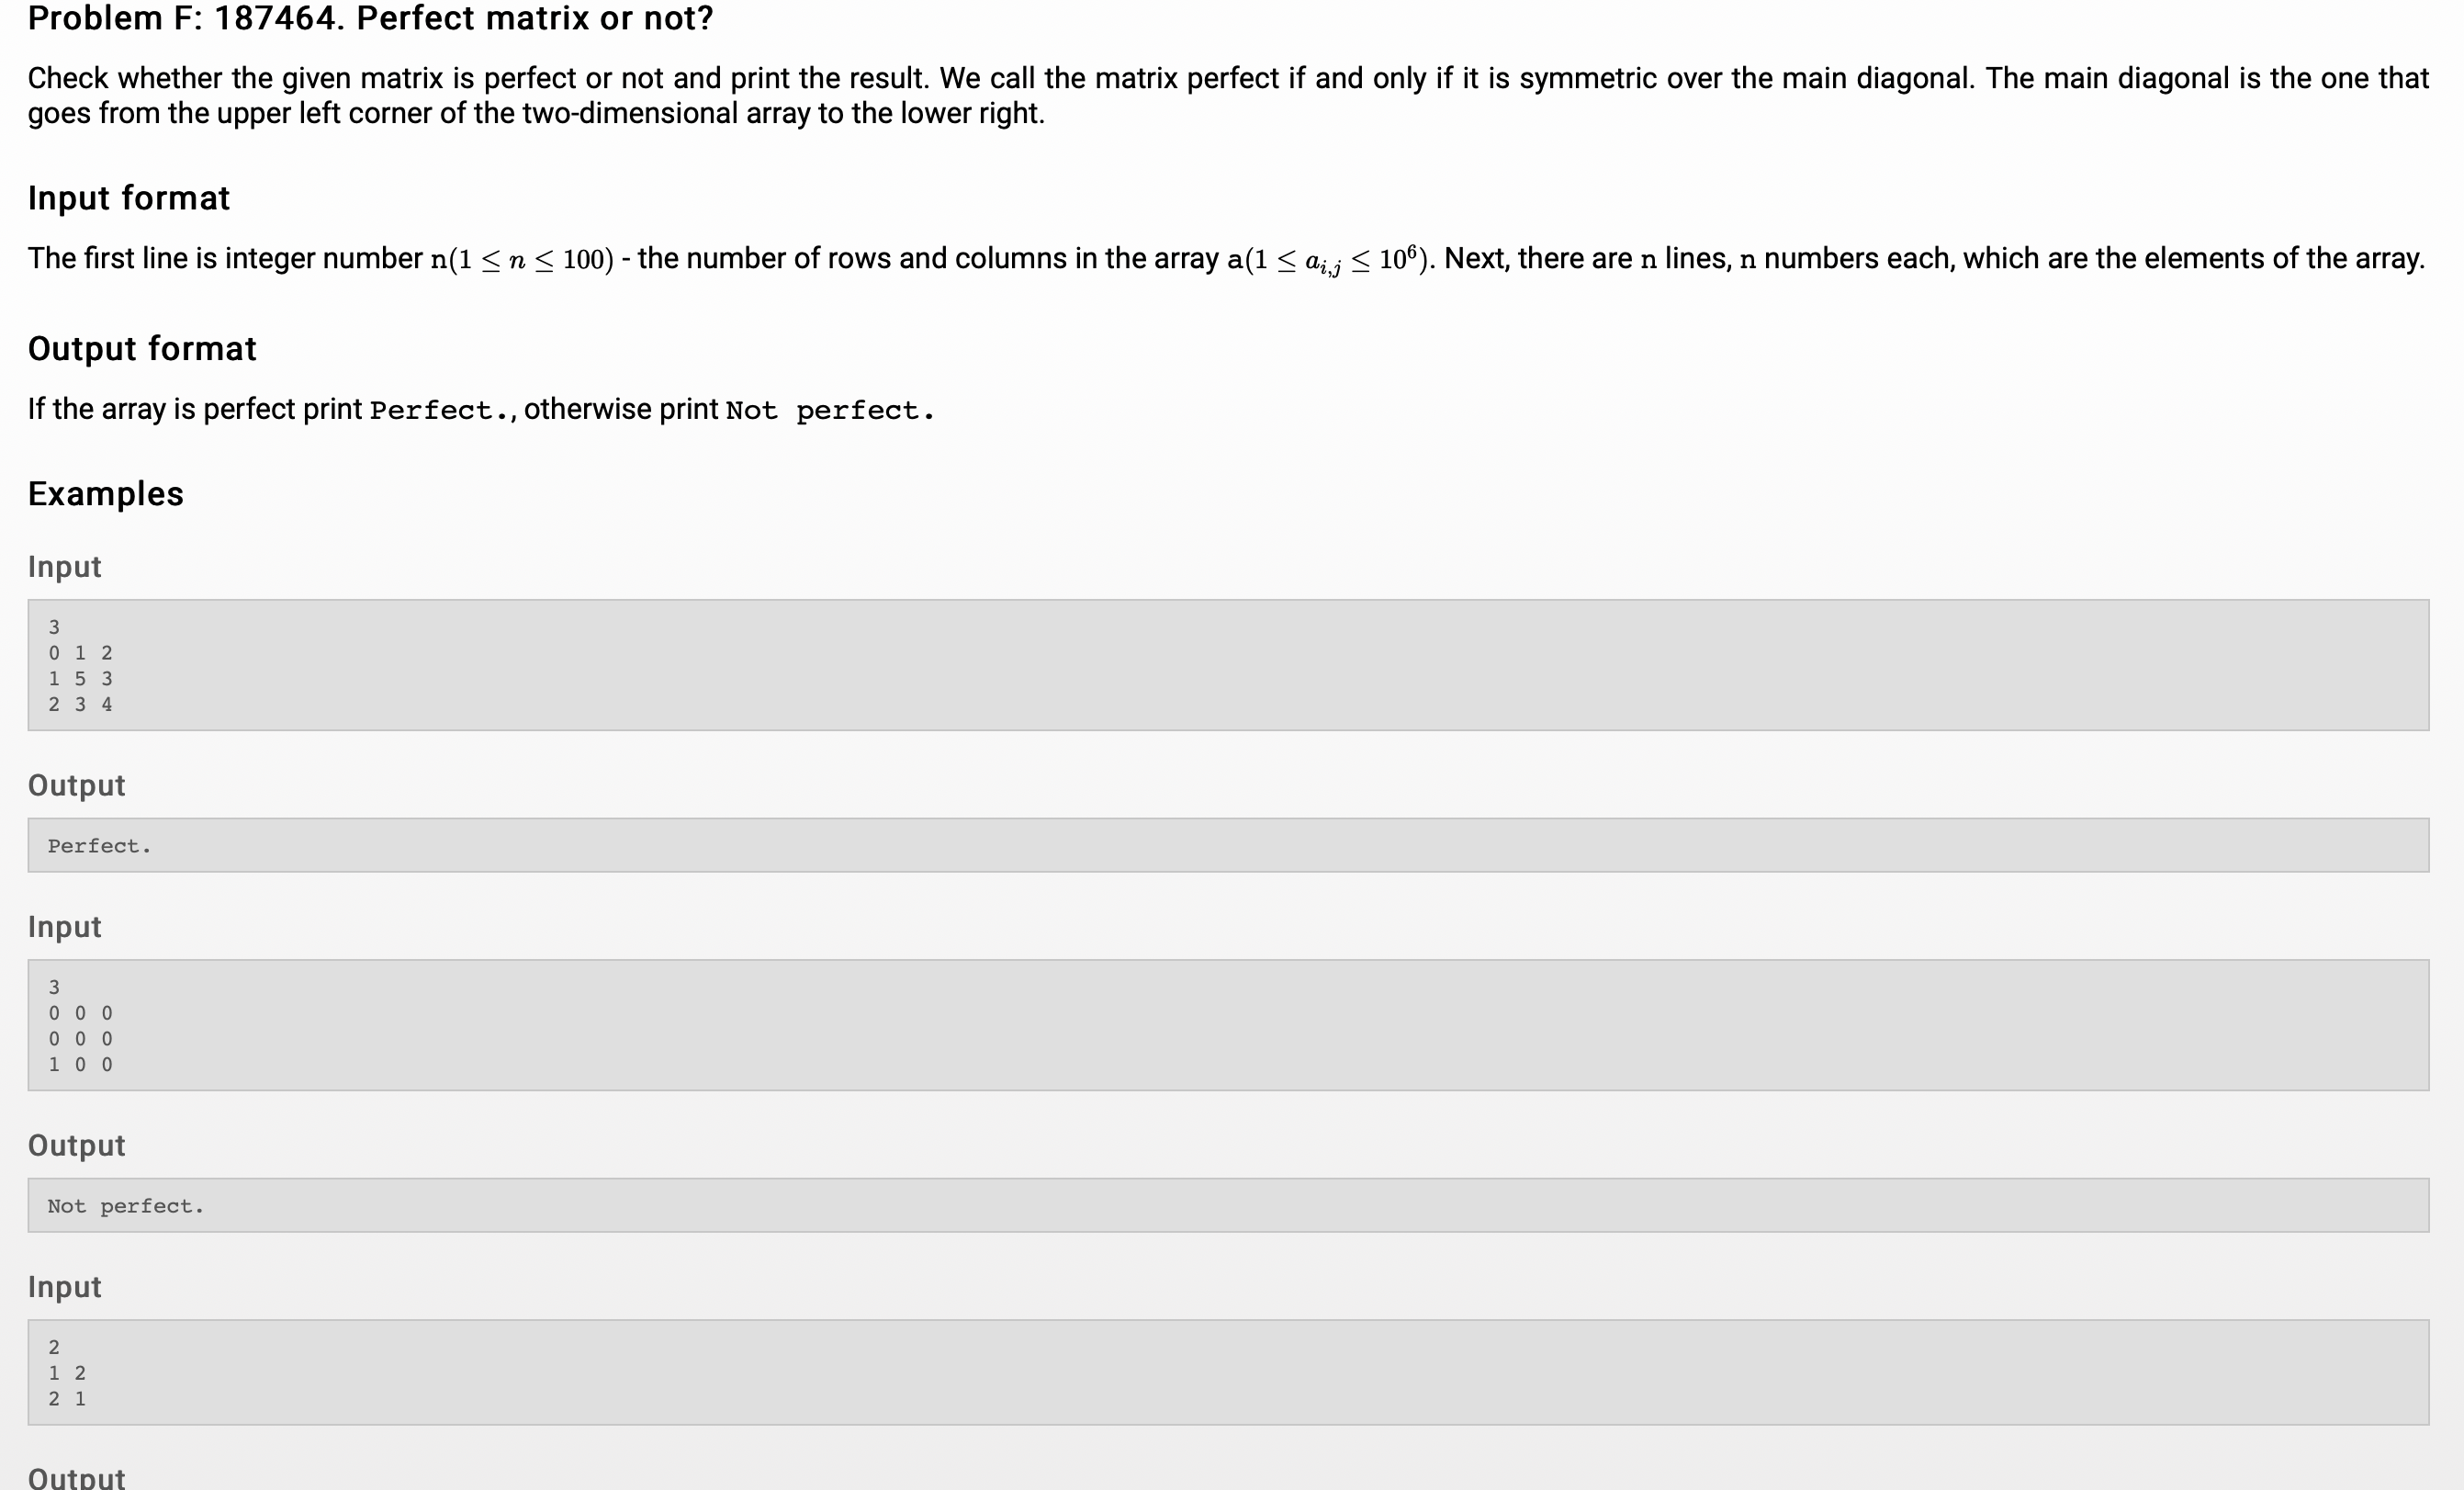 Problem F: 187464. Perfect matrix or not?
Check whether the given matrix is perfect or not and print the result. We call the matrix perfect if and only if it is symmetric over the main diagonal. The main diagonal is the one that
goes from the upper left corner of the two-dimensional array to the lower right.
Input format
The first line is integer number n(1 ≤ n ≤ 100) - the number of rows and columns in the array a(1 ≤ a_{i,j} ≤ 10^6). Next, there are n lines, n numbers each, which are the elements of the array.
Output format
If the array is perfect print Perfect., otherwise print Not perfect.
Examples
Input
3
0 1 2
1 5 3
2 3 4
Output
Perfect.
Input
3
0 0 0
0 0 0
1 0 0
Output
Not perfect.
Input
2
1 2
2 1
Output